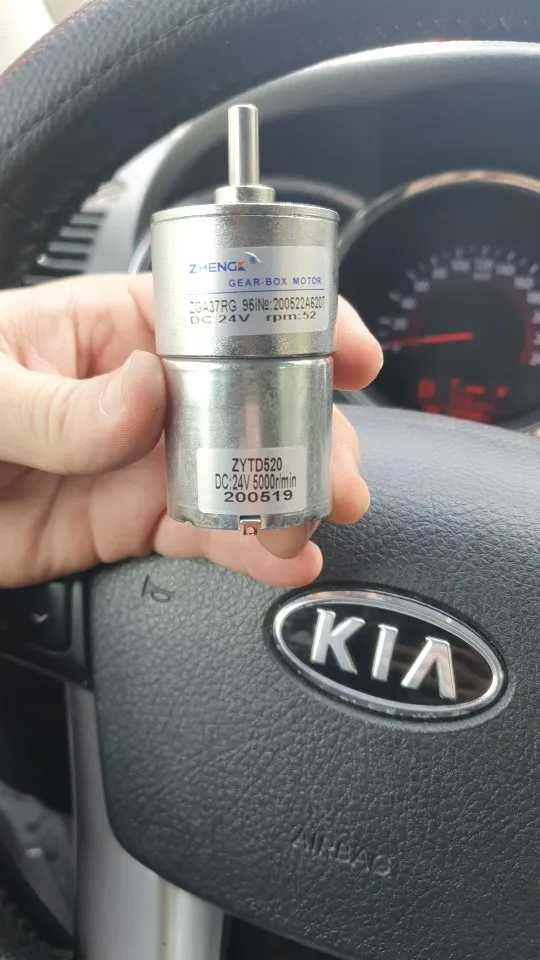 ZHENGK
GEAR-BOX MOTOR
ZGA37RG 95i№:200522A6207
DC 24V rpm:52
ZYTD520
DC:24V 5000r/min
200519
KIA
AIRBAG